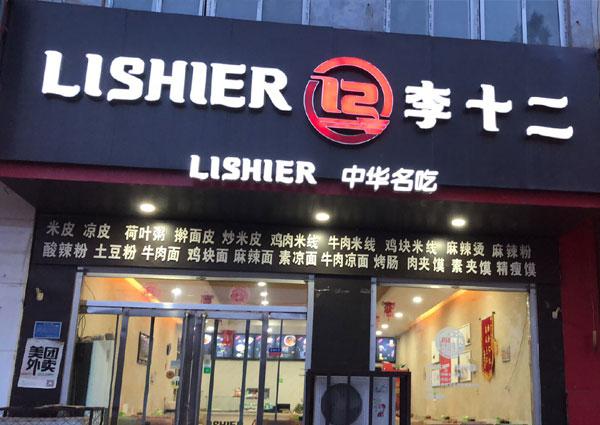 LISHIER 12 李十二
LISHIER 中华名吃
米皮 凉皮 荷叶粥 擀面皮 炒米皮 鸡肉米线 牛肉米线 鸡块米线 麻辣烫 麻辣粉
酸辣粉 土豆粉 牛肉面 鸡块面 麻辣面 素凉面 牛肉凉面 烤肠 肉夹馍 素夹馍 精瘦馍
美团
外卖
LISHIER